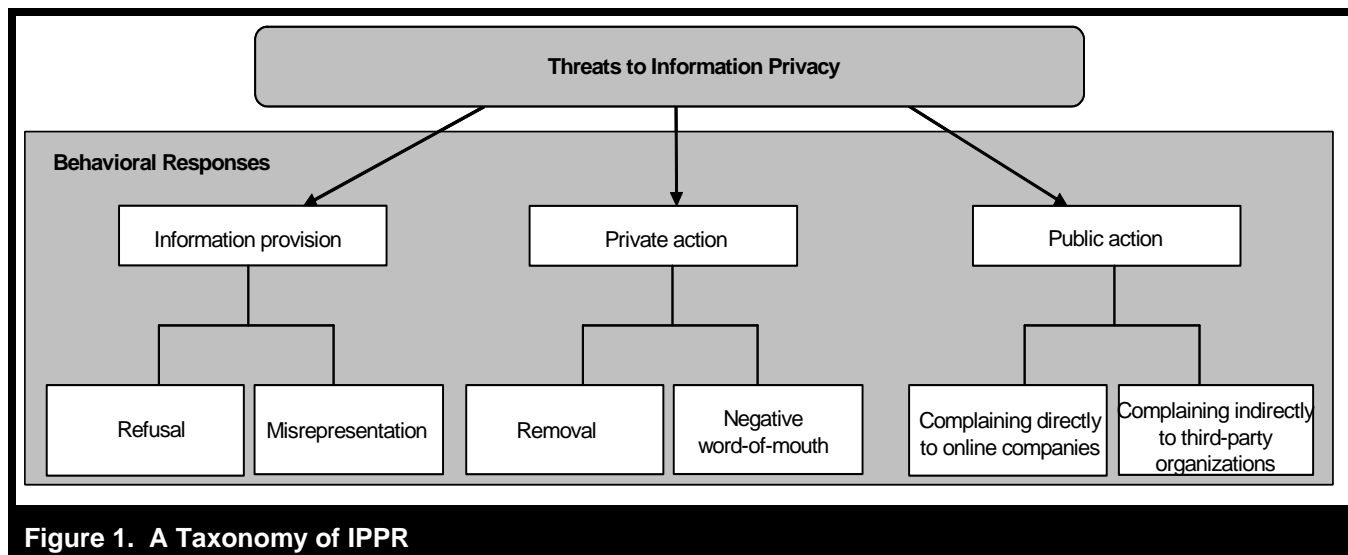 Threats to Information Privacy
Behavioral Responses
Information provision
Private action
Public action
Refusal
Misrepresentation
Removal
Negative
word-of-mouth
Complaining directly
to online companies
Complaining indirectly
to third-party
organizations
Figure 1. A Taxonomy of IPPR